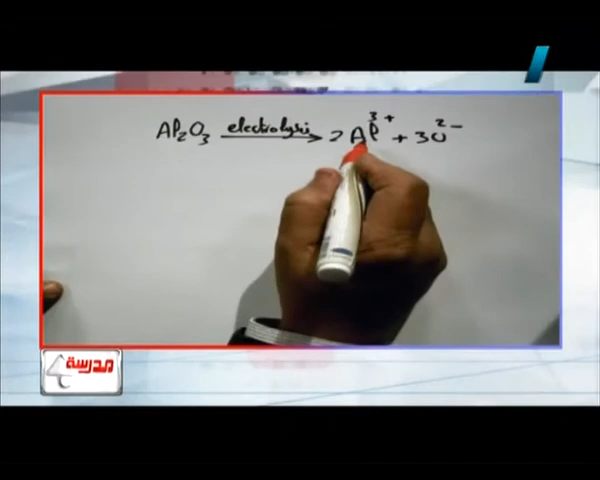 Al₂O₃ electrolysis → 2Al³⁺ + 3O²⁻
مدرسة